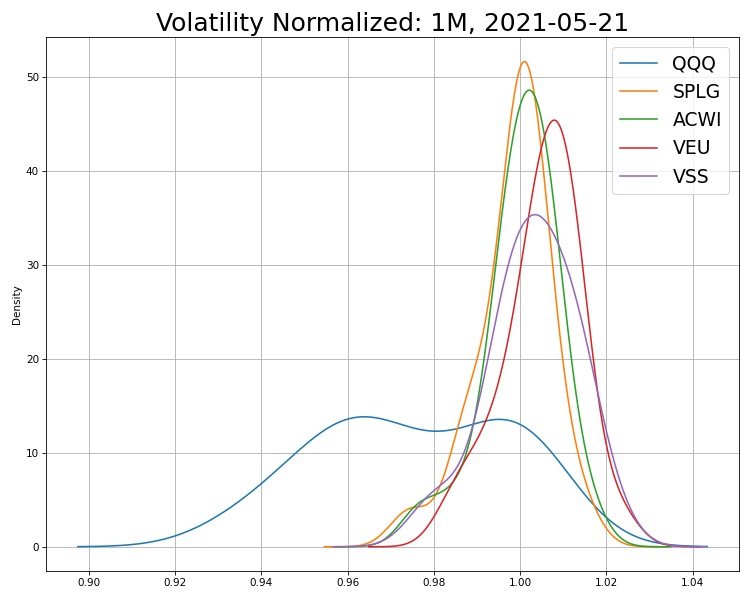 Volatility Normalized: 1M, 2021-05-21
QQQ
SPLG
ACWI
VEU
VSS
Density
50
40
30
20
10
0
0.90 0.92 0.94 0.96 0.98 1.00 1.02 1.04